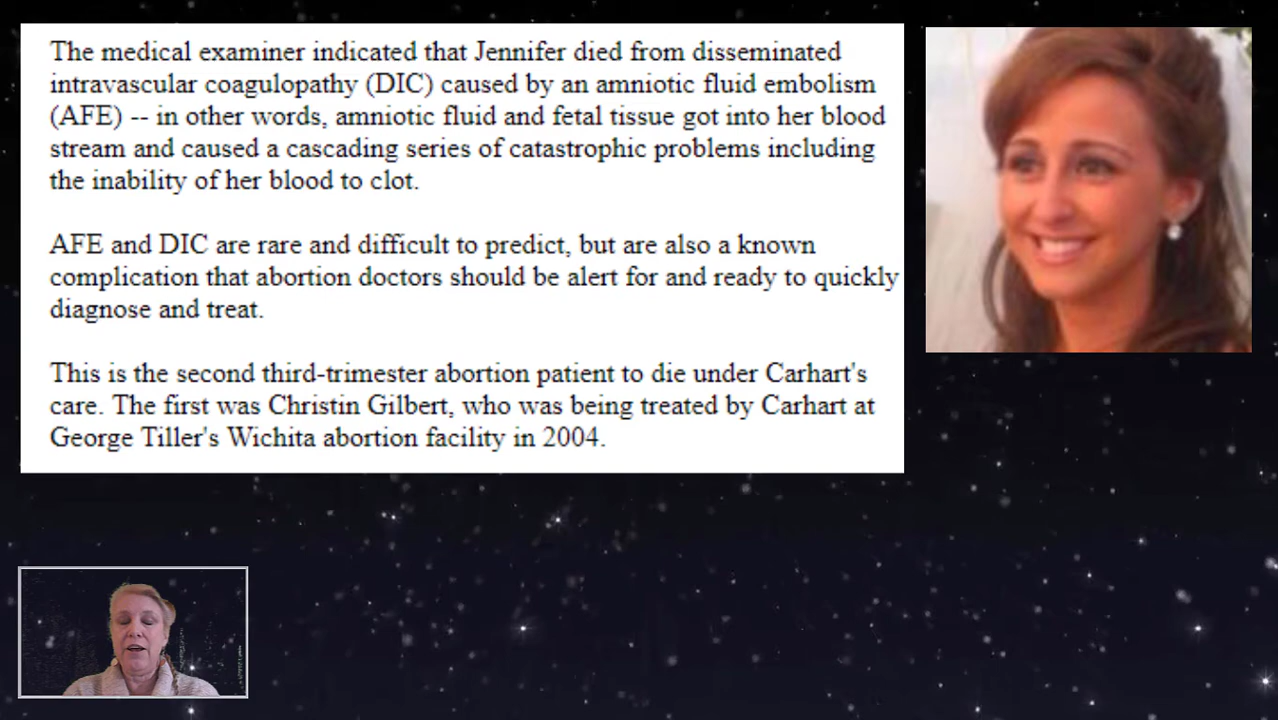 The medical examiner indicated that Jennifer died from disseminated
intravascular coagulopathy (DIC) caused by an amniotic fluid embolism
(AFE) -- in other words, amniotic fluid and fetal tissue got into her blood
stream and caused a cascading series of catastrophic problems including
the inability of her blood to clot.
AFE and DIC are rare and difficult to predict, but are also a known
complication that abortion doctors should be alert for and ready to quickly
diagnose and treat.
This is the second third-trimester abortion patient to die under Carhart's
care. The first was Christin Gilbert, who was being treated by Carhart at
George Tiller's Wichita abortion facility in 2004.